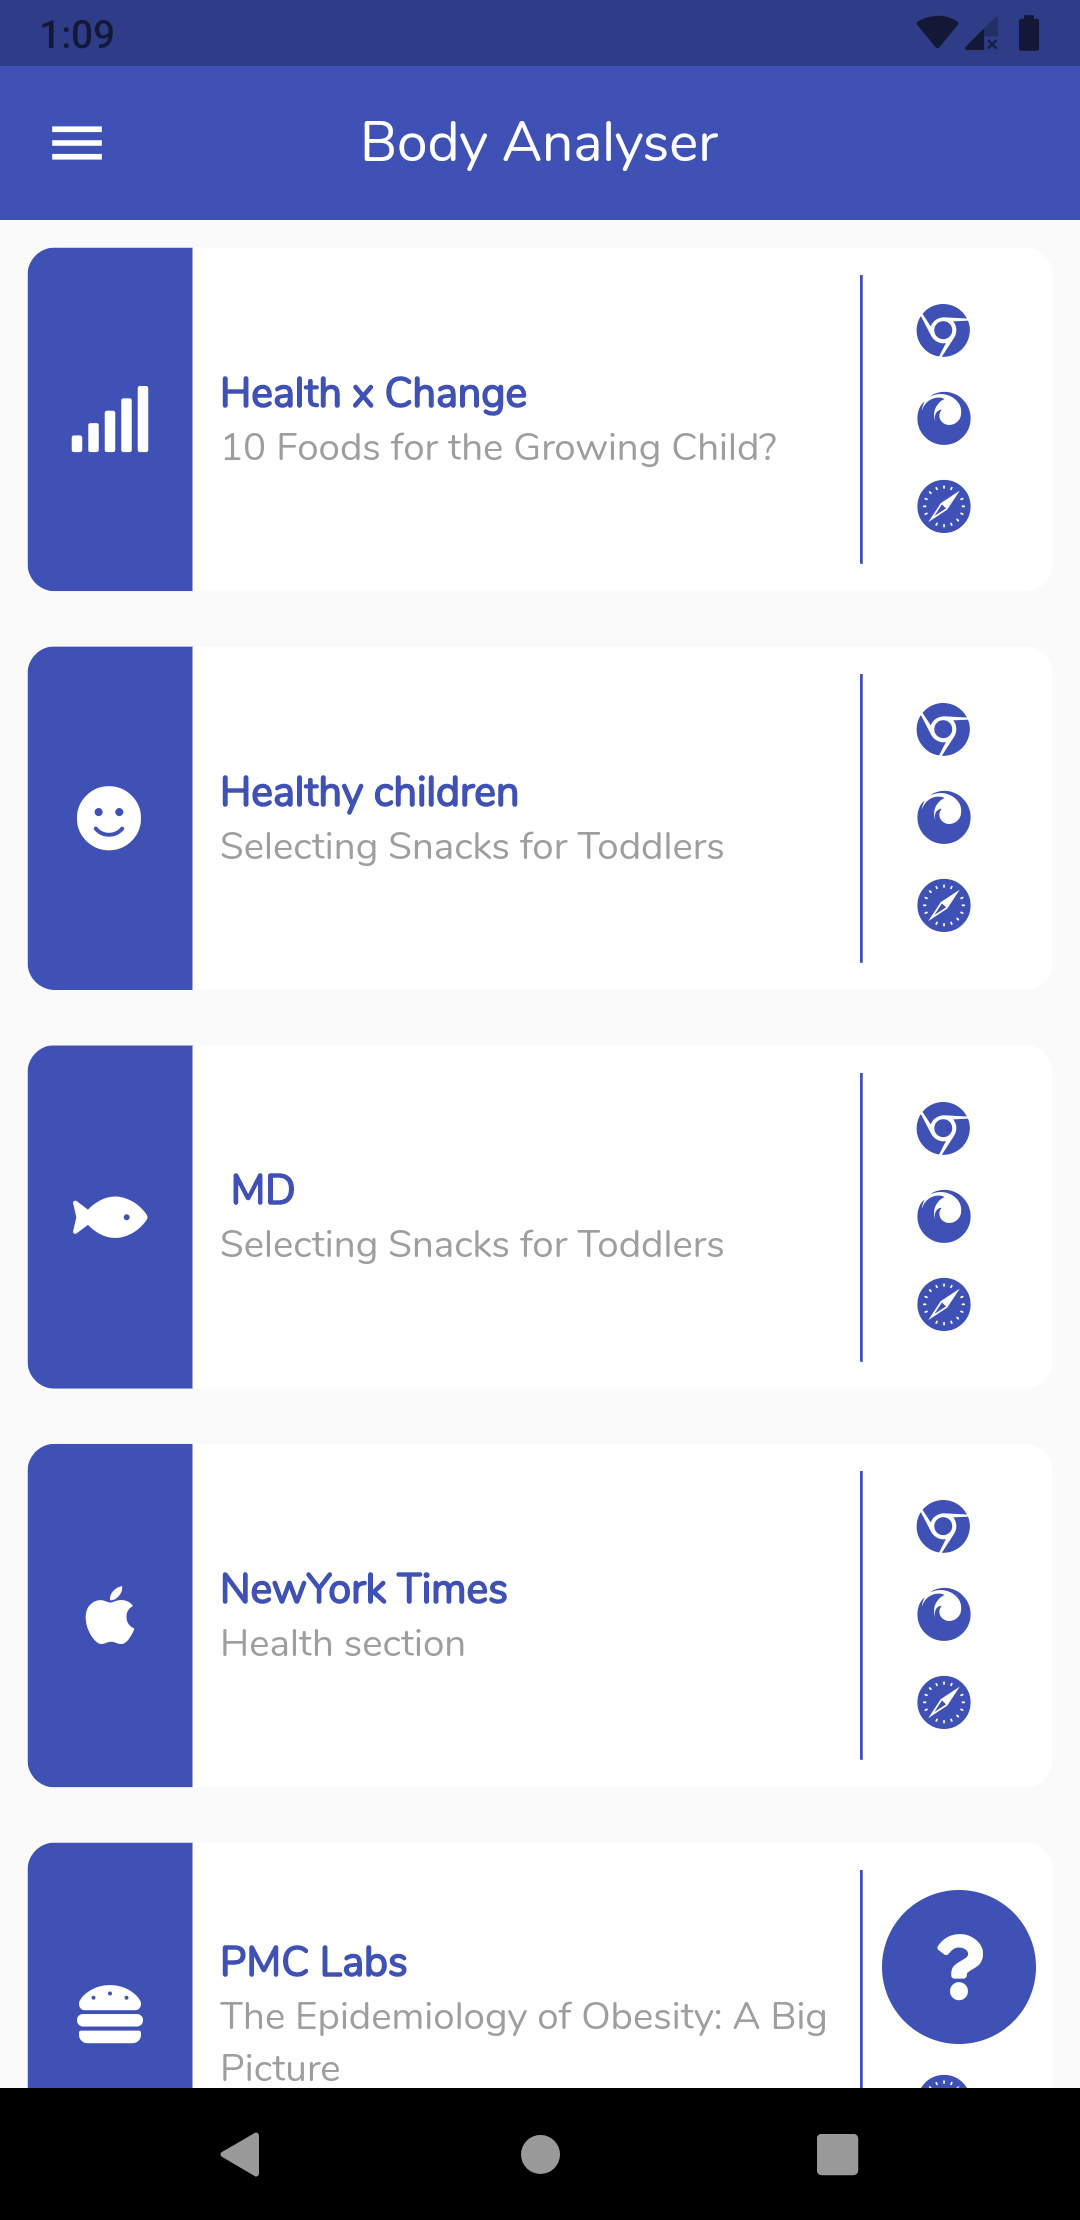 1:09
Body Analyser
Health x Change
10 Foods for the Growing Child?
Healthy children
Selecting Snacks for Toddlers
MD
Selecting Snacks for Toddlers
NewYork Times
Health section
PMC Labs
The Epidemiology of Obesity: A Big
Picture